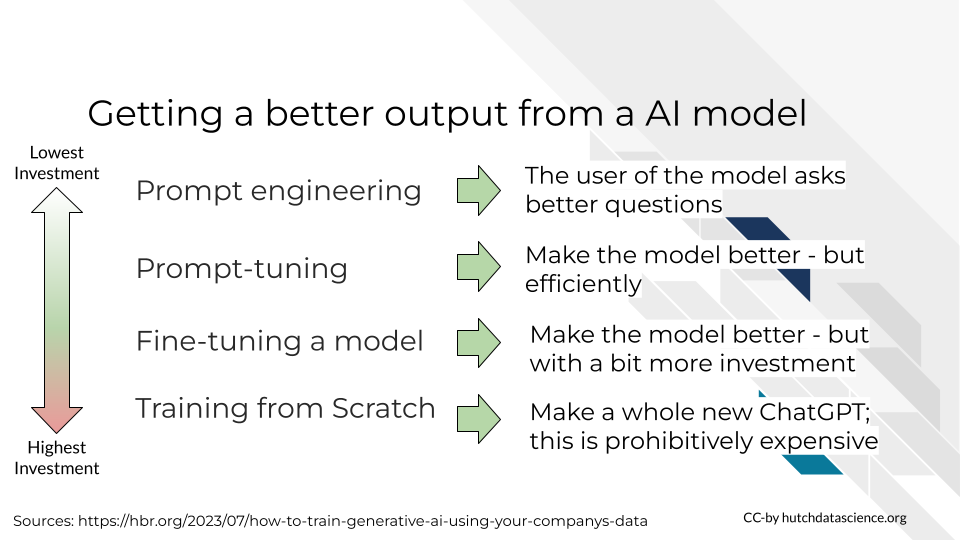 Getting a better output from a AI model
Lowest
Investment
Prompt engineering
The user of the model asks
better questions
Prompt-tuning
Make the model better - but
efficiently
Fine-tuning a model
Make the model better - but
with a bit more investment
Training from Scratch
Make a whole new ChatGPT;
this is prohibitively expensive
Highest
Investment
Sources: https://hbr.org/2023/07/how-to-train-generative-ai-using-your-companys-data
CC-by hutchdatascience.org